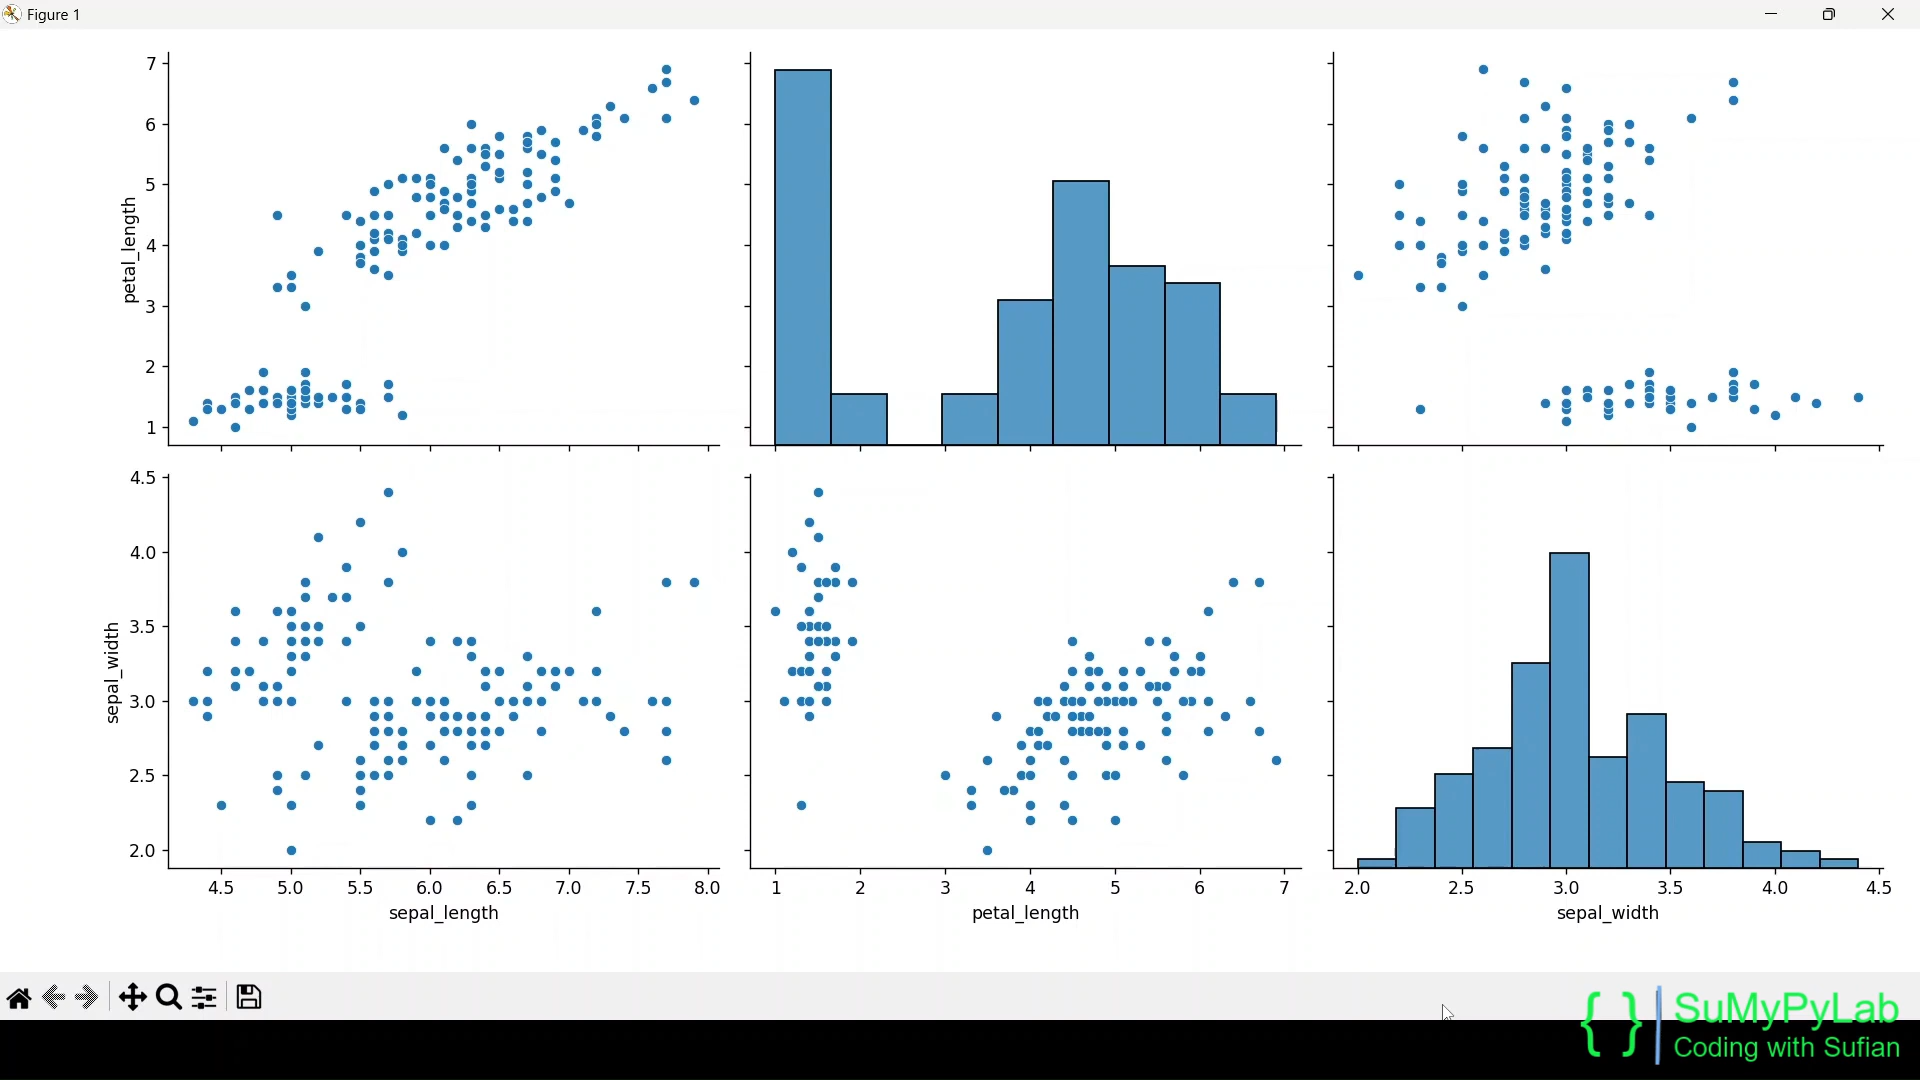 Figure 1
7
6
5
4
3
2
1
petal_length
4.5
4.0
3.5
3.0
2.5
2.0
sepal_width
4.5 5.0 5.5 6.0 6.5 7.0 7.5 8.0
sepal_length
1 2 3 4 5 6 7
petal_length
2.0 2.5 3.0 3.5 4.0 4.5
sepal_width
{ } SuMyPyLab
Coding with Sufian